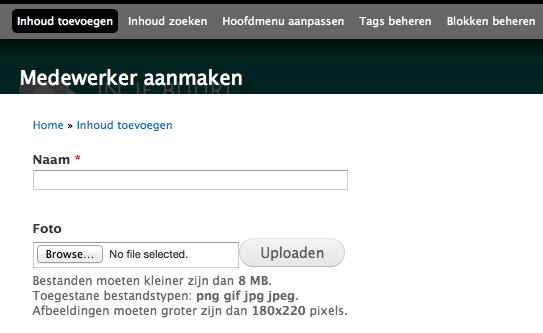 Inhoud toevoegen Inhoud zoeken Hoofdmenu aanpassen Tags beheren Blokken beheren
Medewerker aanmaken
Home » Inhoud toevoegen
Naam *
Foto
Browse... No file selected. Uploaden
Bestanden moeten kleiner zijn dan 8 MB.
Toegestane bestandstypen: png gif jpg jpeg.
Afbeeldingen moeten groter zijn dan 180x220 pixels.